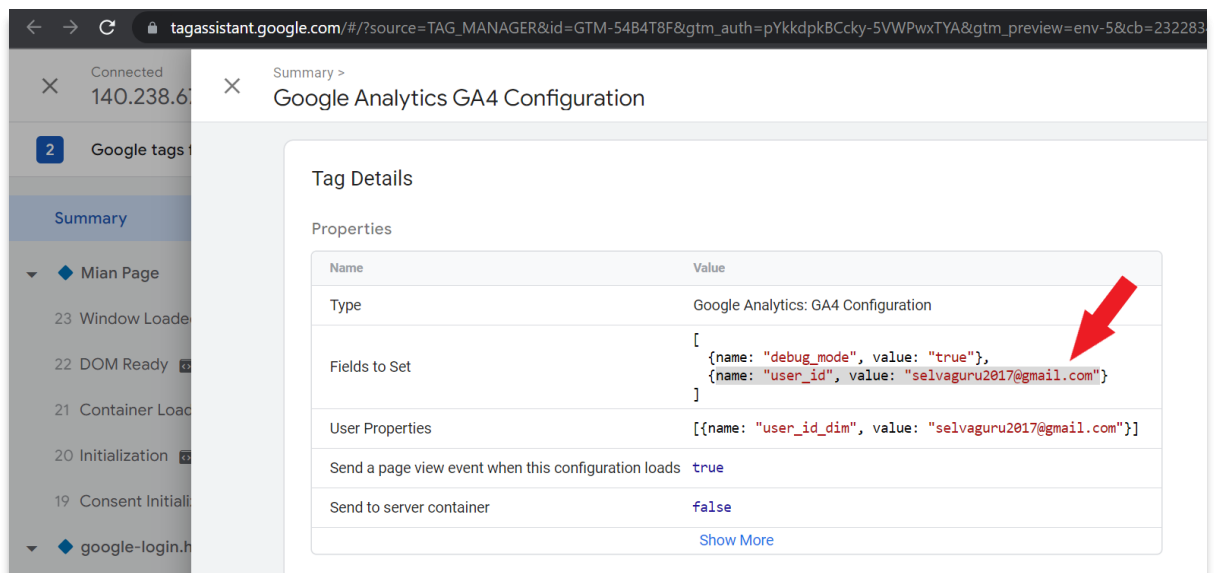 tagassistant.google.com/#/?source=TAG_MANAGER&id=GTM-54B4T8F&gtm_auth=pYkkdpkBCcky-5VWPwxTYA&gtm_preview=env-5&cb=232283
Connected
140.238.6
2 Google tags
Summary
Mian Page
23 Window Loade
22 DOM Ready
21 Container Load
20 Initialization
19 Consent Initiali
google-login.h
Summary >
Google Analytics GA4 Configuration
Tag Details
Properties
Name Value
Type Google Analytics: GA4 Configuration
Fields to Set
[
{name: "debug_mode", value: "true"},
{name: "user_id", value: "selvaguru2017@gmail.com"}
]
User Properties [{name: "user_id_dim", value: "selvaguru2017@gmail.com"}]
Send a page view event when this configuration loads true
Send to server container false
Show More